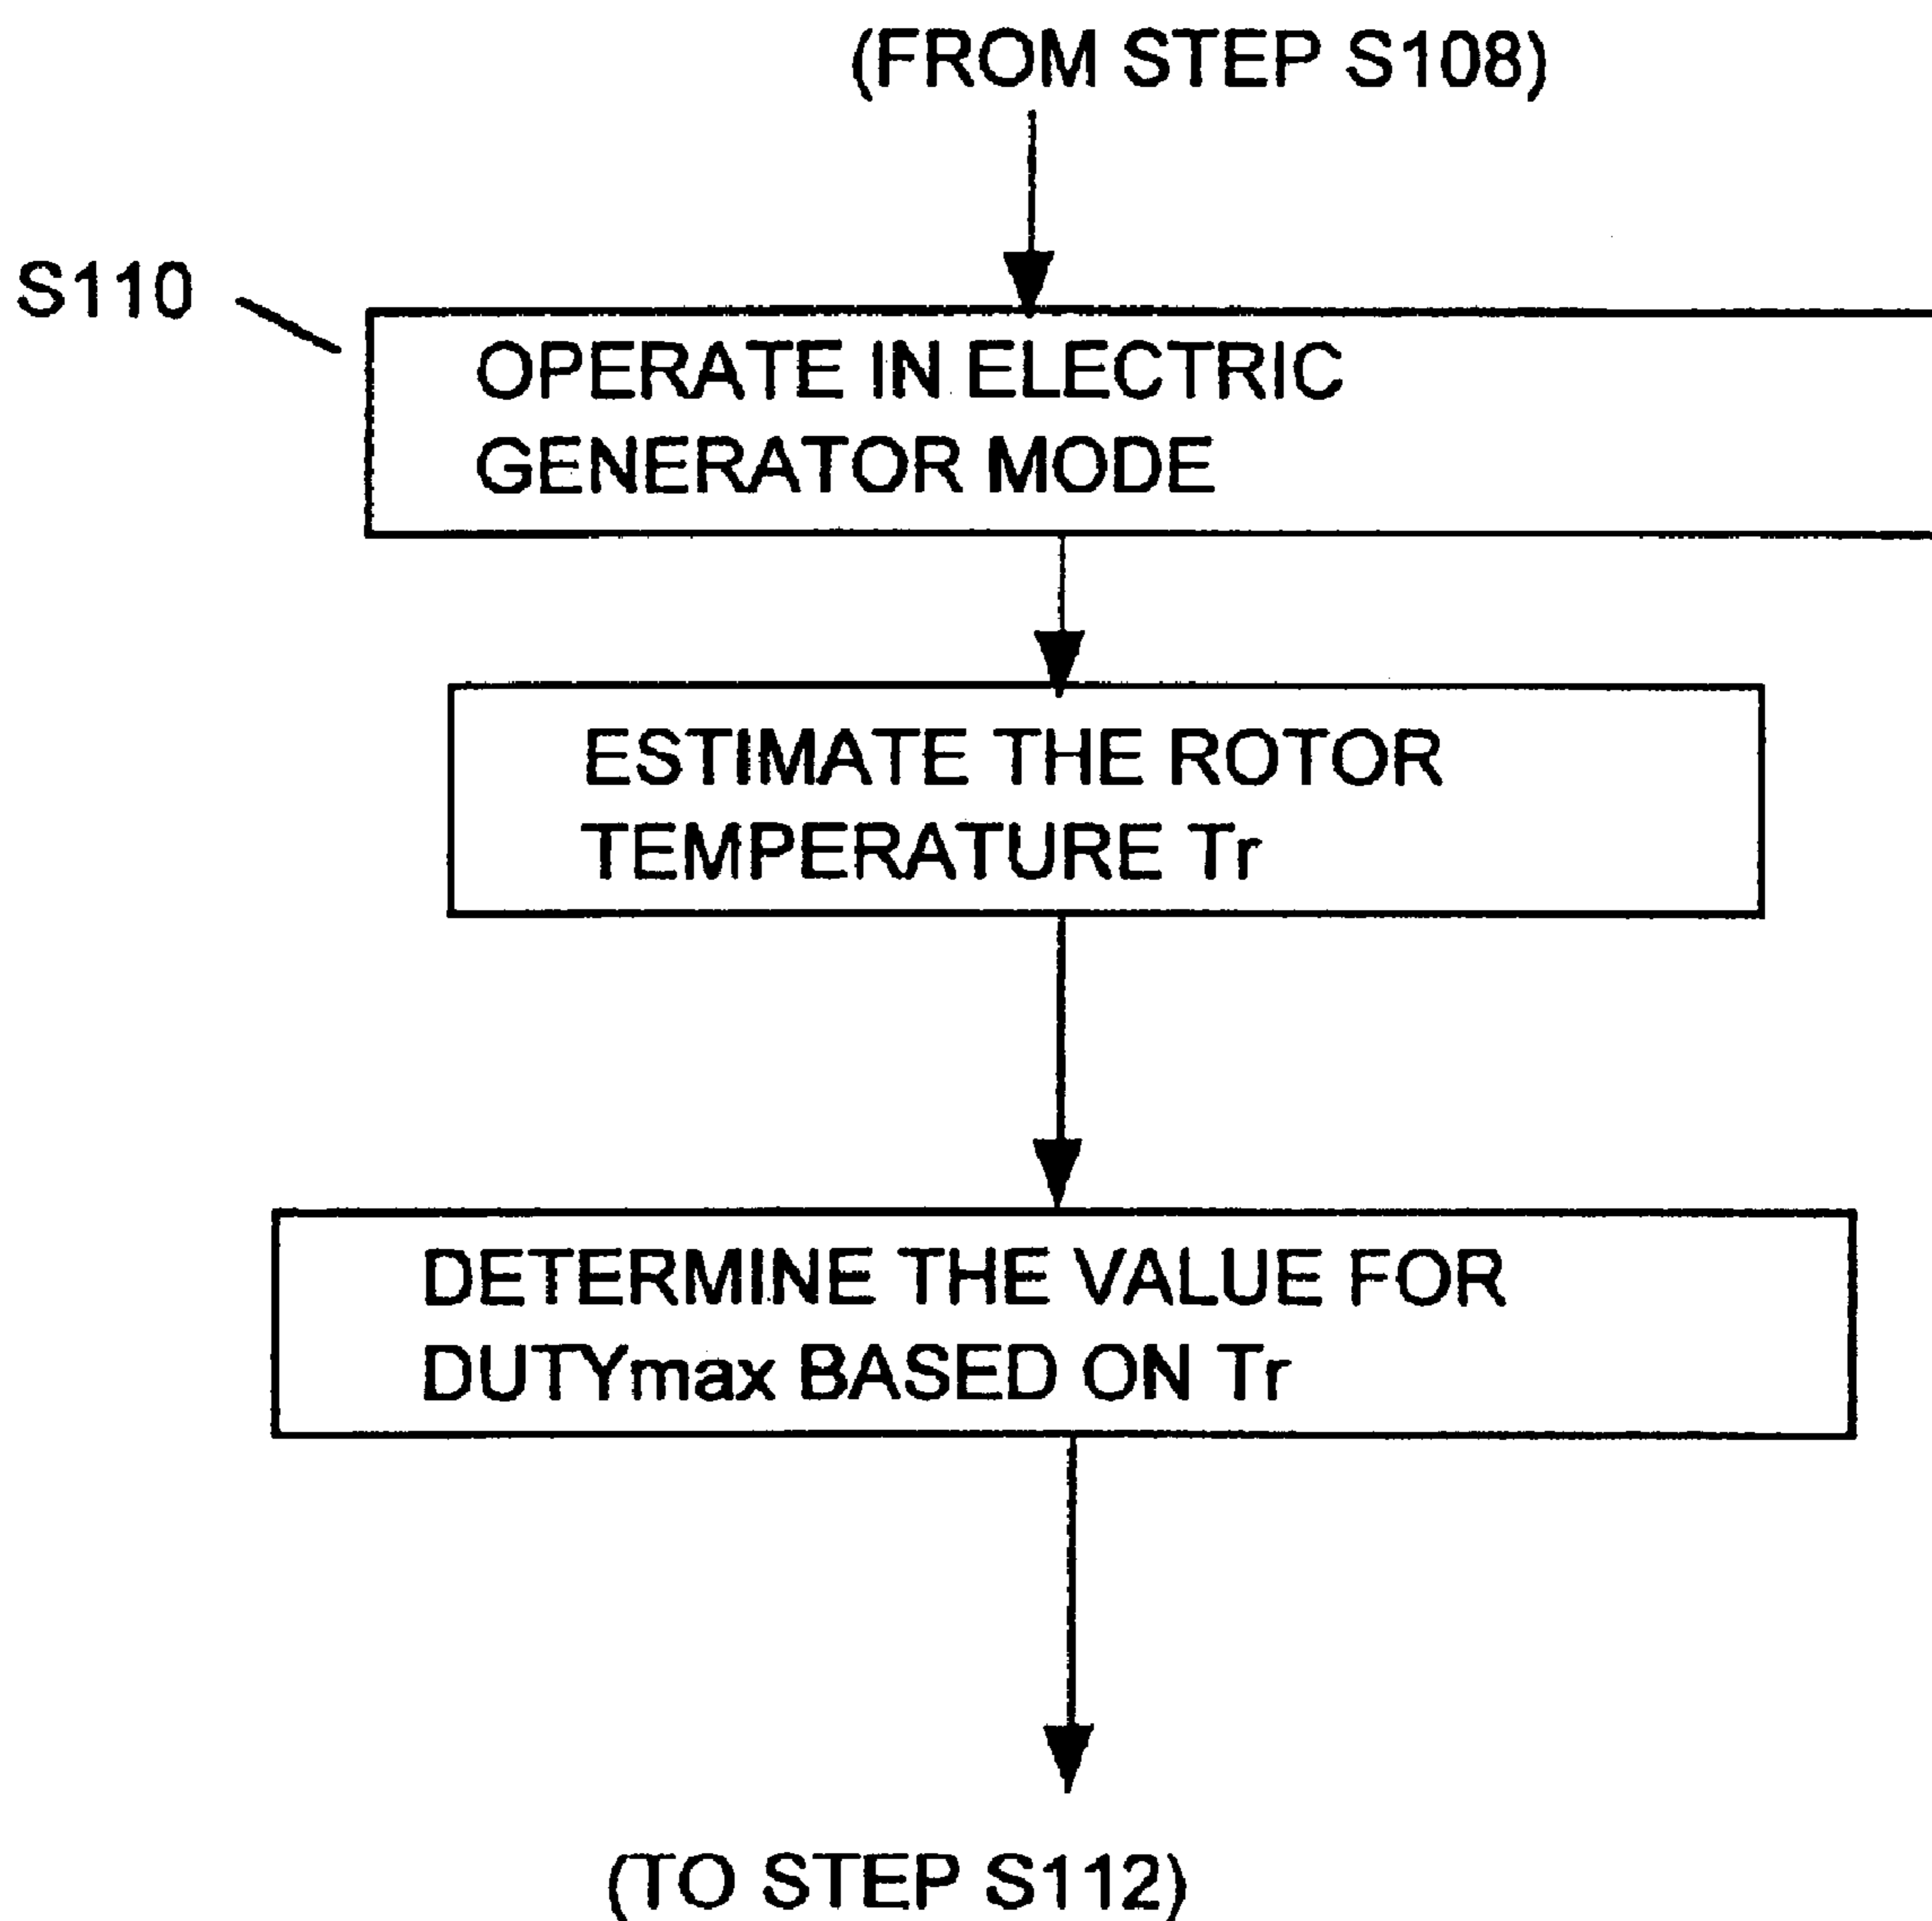 (FROM STEP S108)
S110
OPERATE IN ELECTRIC
GENERATOR MODE
ESTIMATE THE ROTOR
TEMPERATURE Tr
DETERMINE THE VALUE FOR
DUTYmax BASED ON Tr
(TO STEP S112)